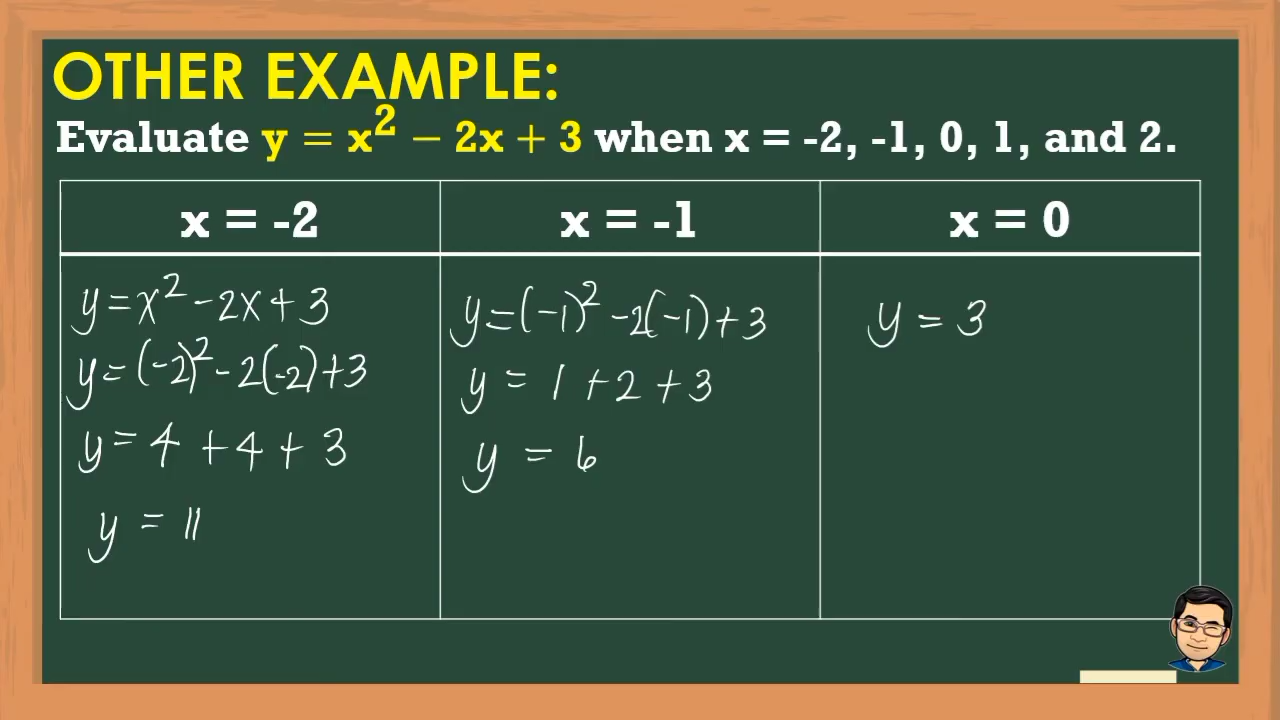 OTHER EXAMPLE:
Evaluate y = x² − 2x + 3 when x = -2, -1, 0, 1, and 2.
x = -2
y = x² - 2x + 3
y = (-2)² - 2(-2) + 3
y = 4 + 4 + 3
y = 11
x = -1
y = (-1)² - 2(-1) + 3
y = 1 + 2 + 3
y = 6
x = 0
y = 3